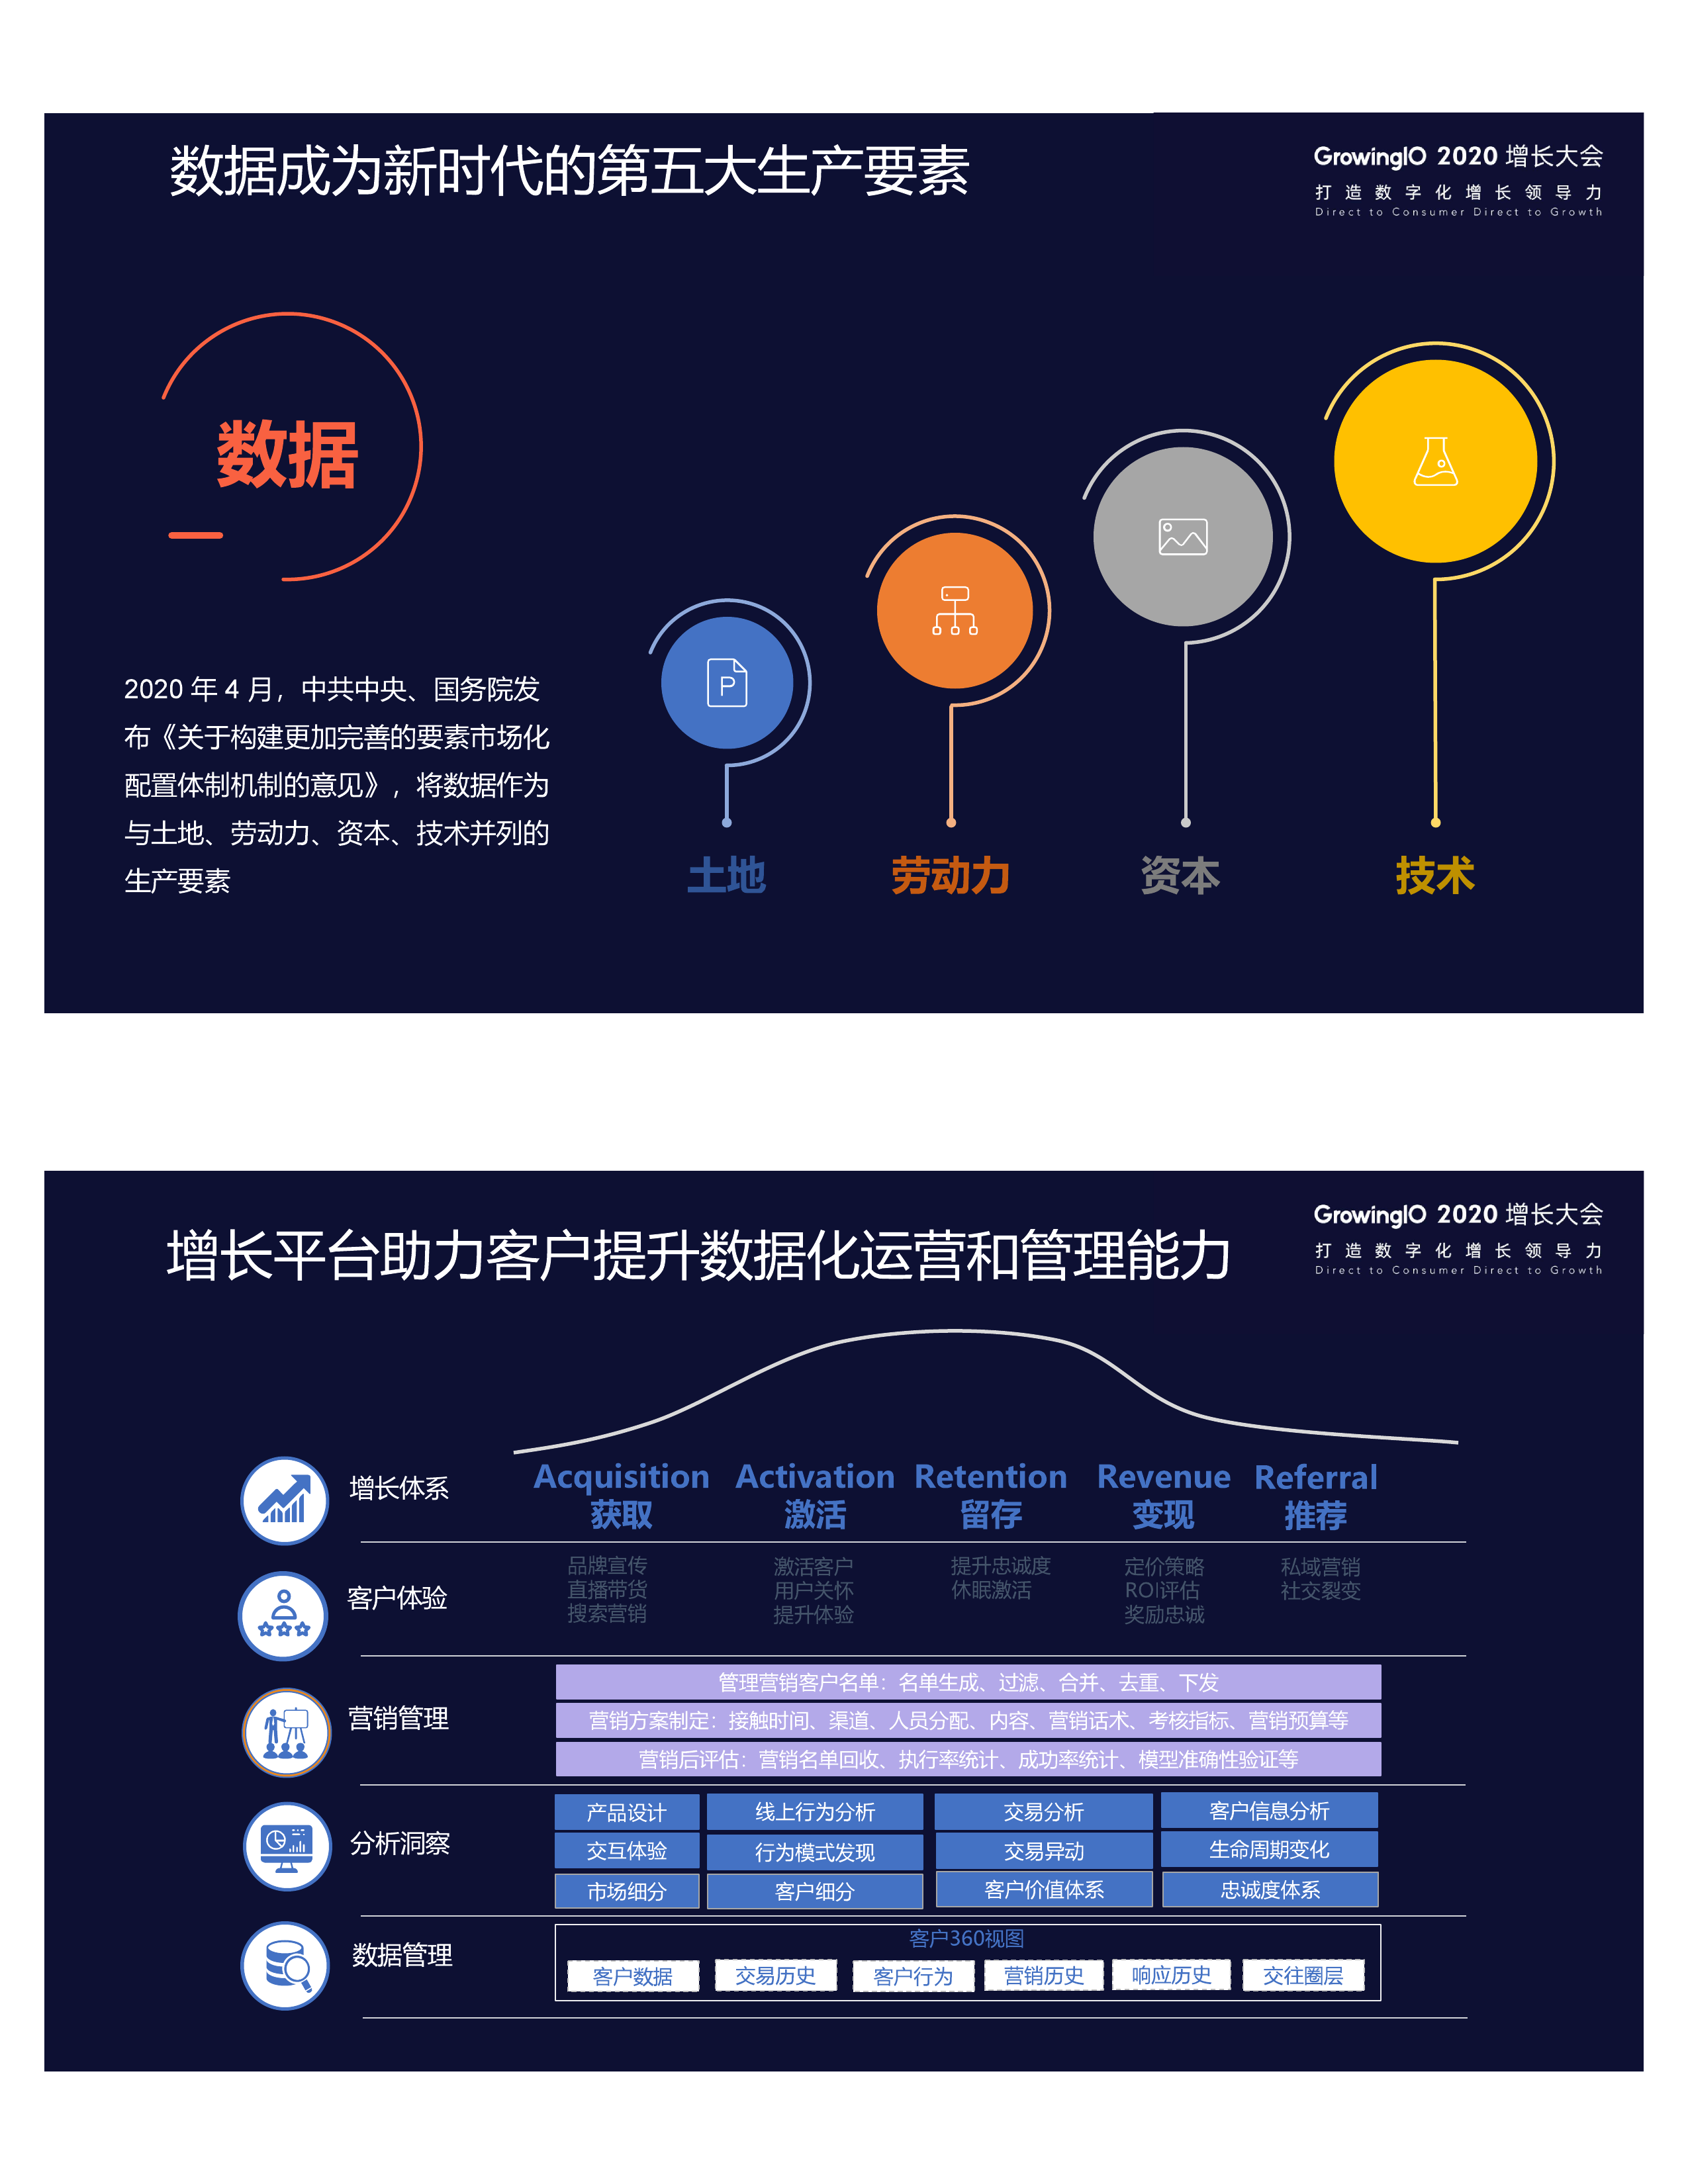 数据成为新时代的第五大生产要素
GrowingIO 2020 增长大会
打造数字化增长领导力
Direct to Consumer Direct to Growth
数据
2020 年 4 月，中共中央、国务院发
布《关于构建更加完善的要素市场化
配置体制机制的意见》，将数据作为
与土地、劳动力、资本、技术并列的
生产要素
P
土地
劳动力
资本
技术
增长平台助力客户提升数据化运营和管理能力
GrowingIO 2020 增长大会
打造数字化增长领导力
Direct to Consumer Direct to Growth
增长体系
Acquisition
获取
Activation
激活
Retention
留存
Revenue
变现
Referral
推荐
客户体验
品牌宣传
直播带货
搜索营销
激活客户
用户关怀
提升体验
提升忠诚度
休眠激活
定价策略
ROI评估
奖励忠诚
私域营销
社交裂变
营销管理
管理营销客户名单：名单生成、过滤、合并、去重、下发
营销方案制定：接触时间、渠道、人员分配、内容、营销话术、考核指标、营销预算等
营销后评估：营销名单回收、执行率统计、成功率统计、模型准确性验证等
分析洞察
产品设计 线上行为分析 交易分析 客户信息分析
交互体验 行为模式发现 交易异动 生命周期变化
市场细分 客户细分 客户价值体系 忠诚度体系
数据管理
客户360视图
客户数据 交易历史 客户行为 营销历史 响应历史 交往圈层